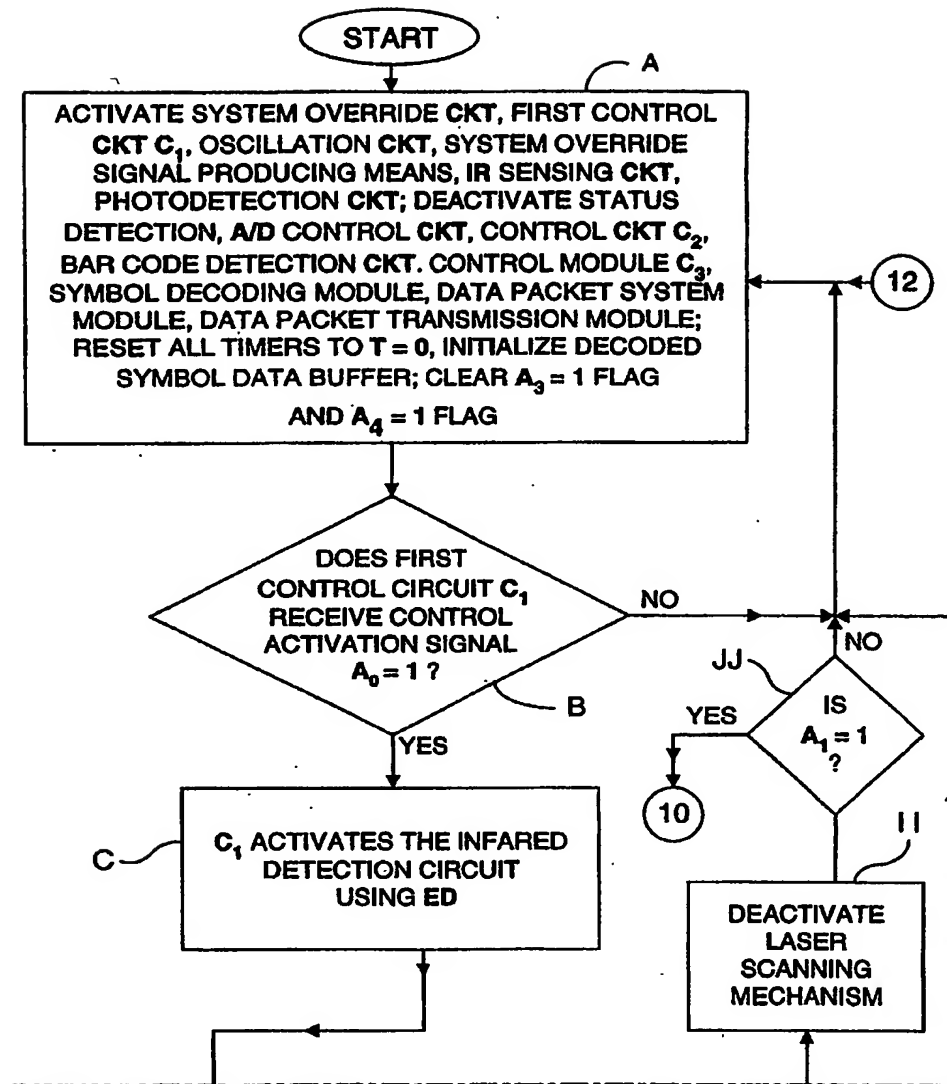 START
A
ACTIVATE SYSTEM OVERRIDE CKT, FIRST CONTROL
CKT C₁, OSCILLATION CKT, SYSTEM OVERRIDE
SIGNAL PRODUCING MEANS, IR SENSING CKT,
PHOTODETECTION CKT; DEACTIVATE STATUS
DETECTION, A/D CONTROL CKT, CONTROL CKT C₂,
BAR CODE DETECTION CKT. CONTROL MODULE C₃,
SYMBOL DECODING MODULE, DATA PACKET SYSTEM
MODULE, DATA PACKET TRANSMISSION MODULE;
RESET ALL TIMERS TO T = 0, INITIALIZE DECODED
SYMBOL DATA BUFFER; CLEAR A₃ = 1 FLAG
AND A₄ = 1 FLAG
12
DOES FIRST
CONTROL CIRCUIT C₁
RECEIVE CONTROL
ACTIVATION SIGNAL
A₀ = 1 ?
B
NO
YES
NO
JJ
IS
A₁ = 1
?
YES
10
C
C₁ ACTIVATES THE INFARED
DETECTION CIRCUIT
USING ED
II
DEACTIVATE
LASER
SCANNING
MECHANISM